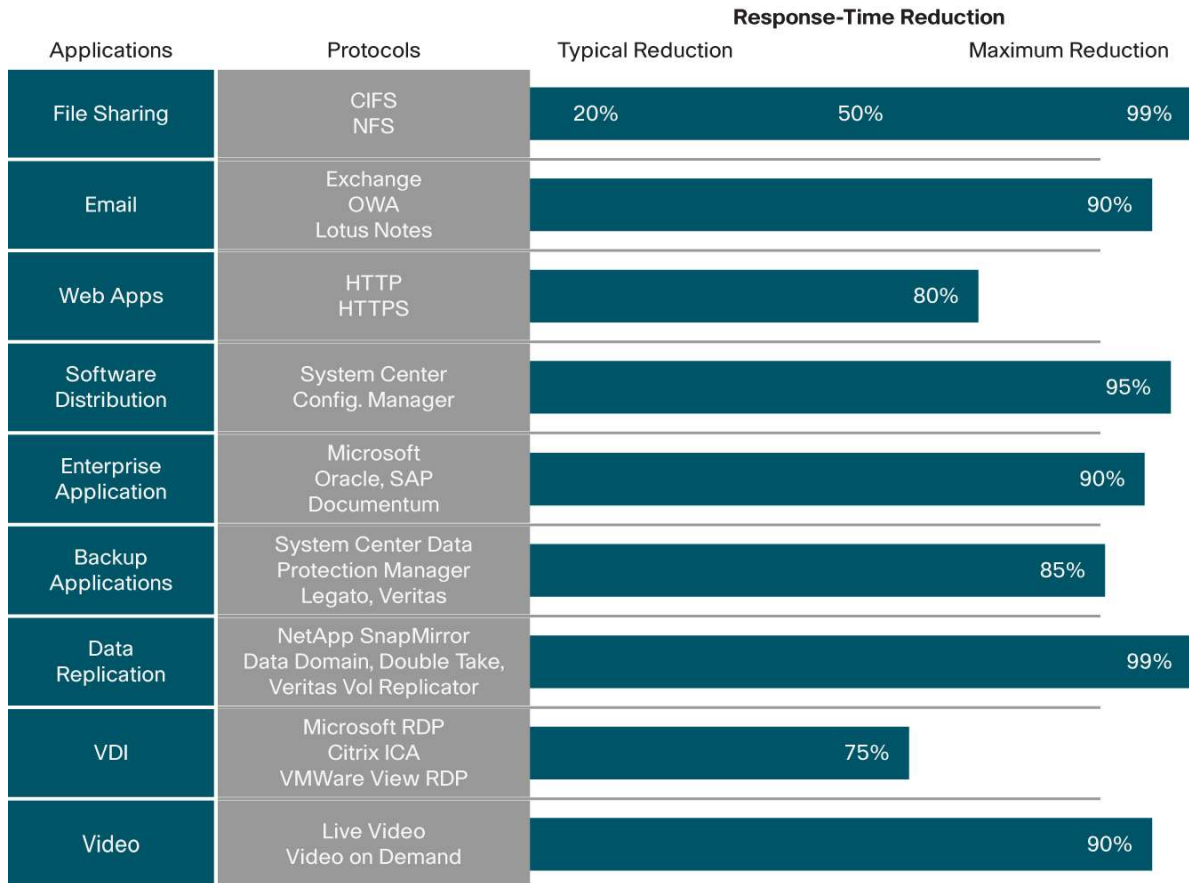 Response-Time Reduction
Applications Protocols Typical Reduction Maximum Reduction
File Sharing
CIFS
NFS
20% 50% 99%
Email
Exchange
OWA
Lotus Notes
90%
Web Apps
HTTP
HTTPS
80%
Software
Distribution
System Center
Config. Manager
95%
Enterprise
Application
Microsoft
Oracle, SAP
Documentum
90%
Backup
Applications
System Center Data
Protection Manager
Legato, Veritas
85%
Data
Replication
NetApp SnapMirror
Data Domain, Double Take,
Veritas Vol Replicator
99%
VDI
Microsoft RDP
Citrix ICA
VMWare View RDP
75%
Video
Live Video
Video on Demand
90%